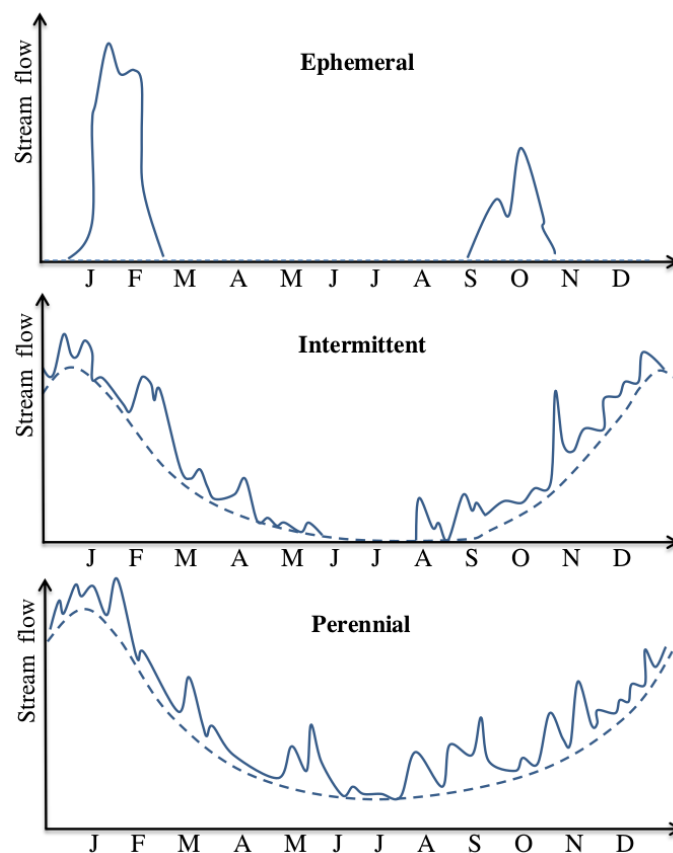 Ephemeral
Stream flow
J F M A M J J A S O N D
Intermittent
Stream flow
J F M A M J J A S O N D
Perennial
Stream flow
J F M A M J J A S O N D